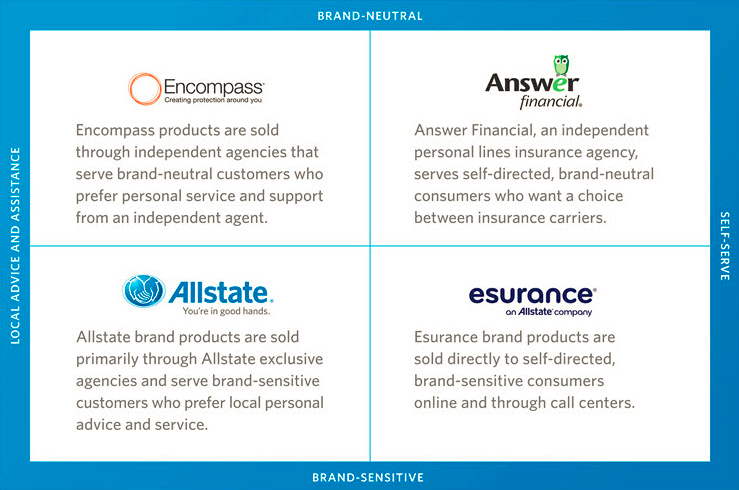 BRAND-NEUTRAL
LOCAL ADVICE AND ASSISTANCE
Encompass®
Creating protection around you
Encompass products are sold
through independent agencies that
serve brand-neutral customers who
prefer personal service and support
from an independent agent.
Answer
financial®
Answer Financial, an independent
personal lines insurance agency,
serves self-directed, brand-neutral
consumers who want a choice
between insurance carriers.
SELF-SERVE
Allstate®
You're in good hands.
Allstate brand products are sold
primarily through Allstate exclusive
agencies and serve brand-sensitive
customers who prefer local personal
advice and service.
esurance®
an Allstate company
Esurance brand products are
sold directly to self-directed,
brand-sensitive consumers
online and through call centers.
BRAND-SENSITIVE